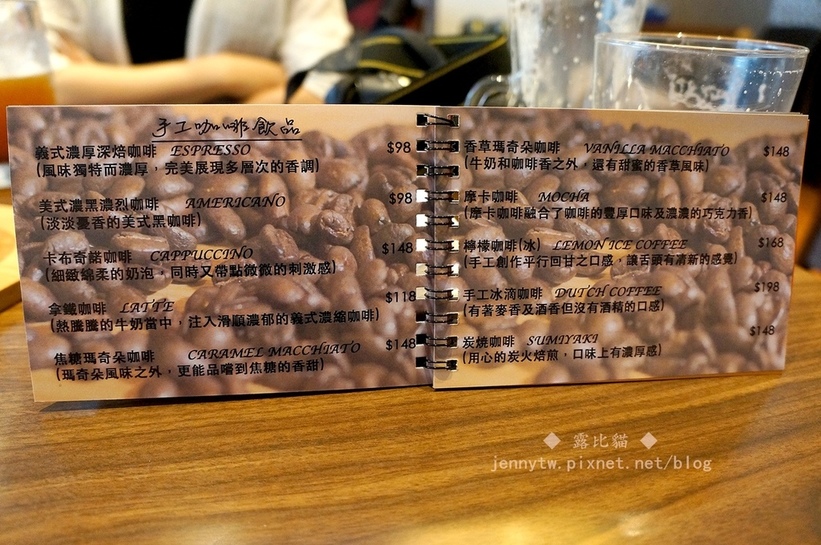 手工咖啡飲品
義式濃厚深焙咖啡 ESPRESSO $98
(風味獨特而濃厚，完美展現多層次的香調)
美式濃黑濃烈咖啡 AMERICANO $98
(淡淡憂香的美式黑咖啡)
卡布奇諾咖啡 CAPPUCCINO $148
(細緻綿柔的奶泡，同時又帶點微微的刺激感)
拿鐵咖啡 LATTE $118
(熱騰騰的牛奶當中，注入滑順濃郁的義式濃縮咖啡)
焦糖瑪奇朵咖啡 CARAMEL MACCHIATO $148
(瑪奇朵風味之外，更能品嚐到焦糖的香甜)
香草瑪奇朵咖啡 VANILLA MACCHIATO $148
(牛奶和咖啡香之外，還有甜蜜的香草風味)
摩卡咖啡 MOCHA $148
(摩卡咖啡融合了咖啡的豐厚口味及濃濃的巧克力香)
檸檬咖啡(冰) LEMON ICE COFFEE $168
(手工創作平行回甘之口感，讓舌頭有清新的感覺)
手工冰滴咖啡 DUTCH COFFEE $198
(有著麥香及酒香但沒有酒精的口感)
炭燒咖啡 SUMIYAKI $148
(用心的炭火焙煎，口味上有濃厚感)
◆ 露比貓 ◆
jennytw.pixnet.net/blog